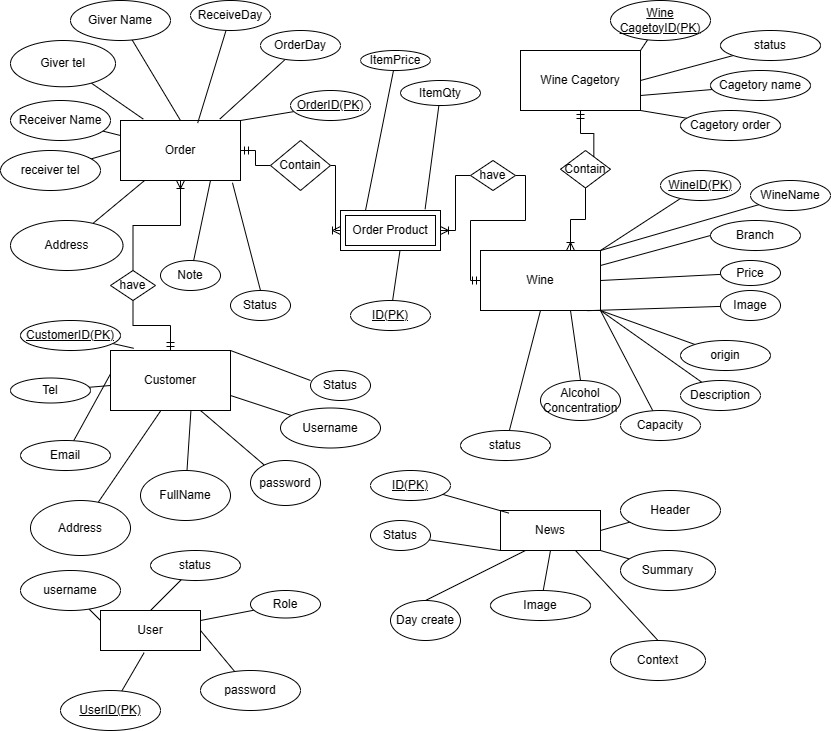 Giver Name
ReceiveDay
Wine
CagetoyID(PK)
Giver tel
OrderDay
ItemPrice
status
Wine Cagetory
Cagetory name
ItemQty
Receiver Name
OrderID(PK)
Cagetory order
Order
Contain
receiver tel
have
Contain
WineID(PK)
WineName
Address
Order Product
Branch
Note
have
Status
ID(PK)
Wine
Price
Image
CustomerID(PK)
origin
Customer
Tel
Status
Alcohol
Concentration
Description
Username
Capacity
Email
status
FullName
password
Address
ID(PK)
Header
News
Status
status
Summary
username
Role
Image
Day create
User
Context
password
UserID(PK)